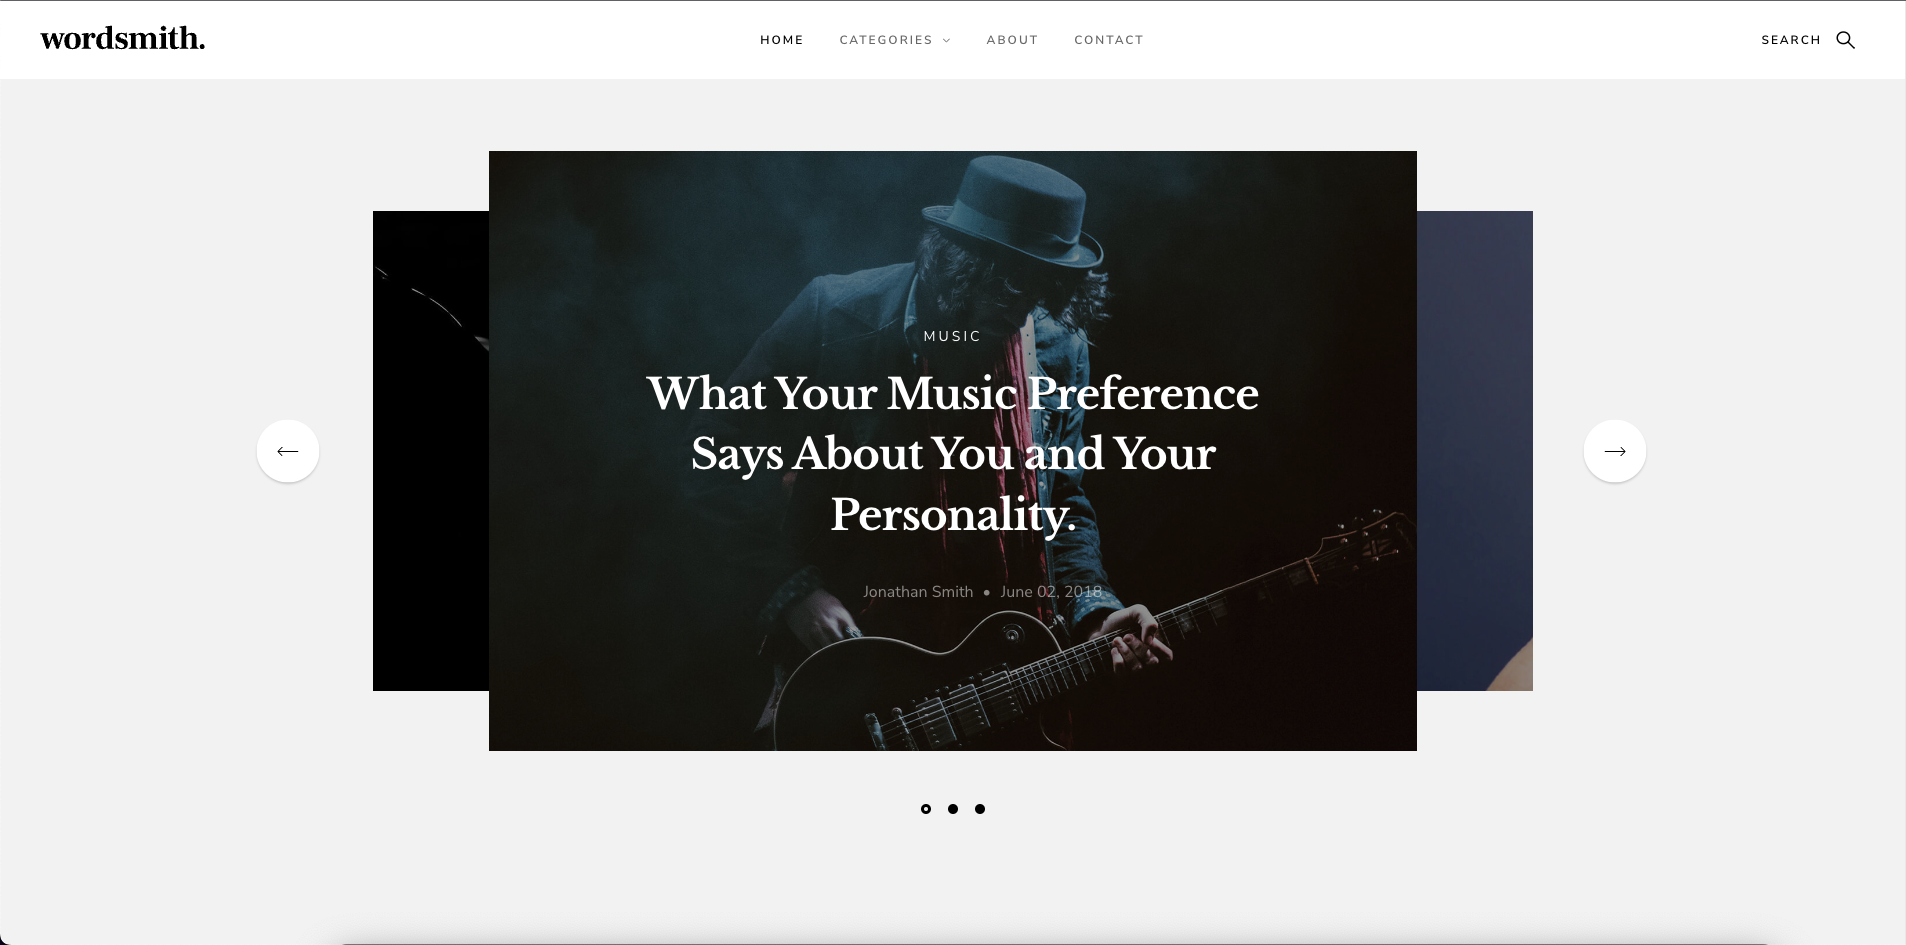 wordsmith.
HOME CATEGORIES ABOUT CONTACT
SEARCH
MUSIC
What Your Music Preference
Says About You and Your
Personality.
Jonathan Smith • June 02, 2018